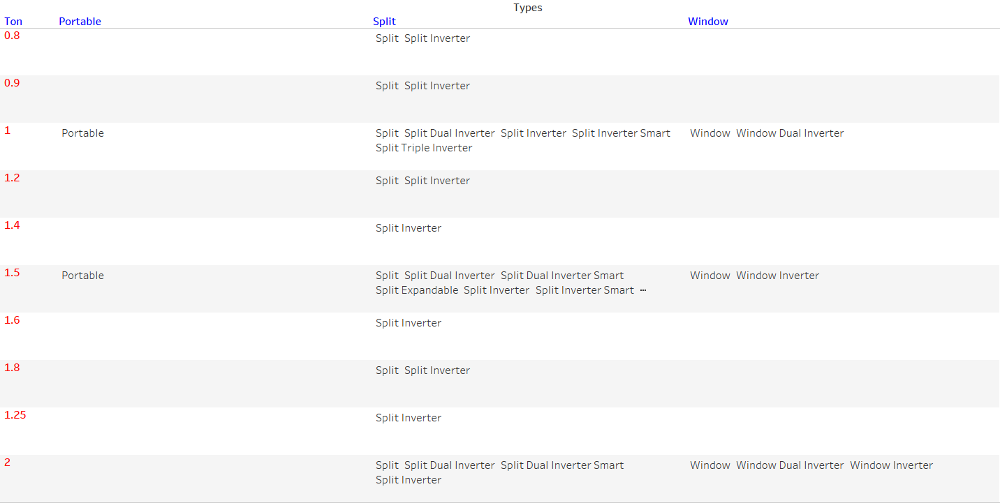 Types
Ton Portable Split Window
0.8 Split Split Inverter
0.9 Split Split Inverter
1 Portable Split Split Dual Inverter Split Inverter Split Inverter Smart Window Window Dual Inverter
Split Triple Inverter
1.2 Split Split Inverter
1.4 Split Inverter
1.5 Portable Split Split Dual Inverter Split Dual Inverter Smart Window Window Inverter
Split Expandable Split Inverter Split Inverter Smart …
1.6 Split Inverter
1.8 Split Split Inverter
1.25 Split Inverter
2 Split Split Dual Inverter Split Dual Inverter Smart Window Window Dual Inverter Window Inverter
Split Inverter